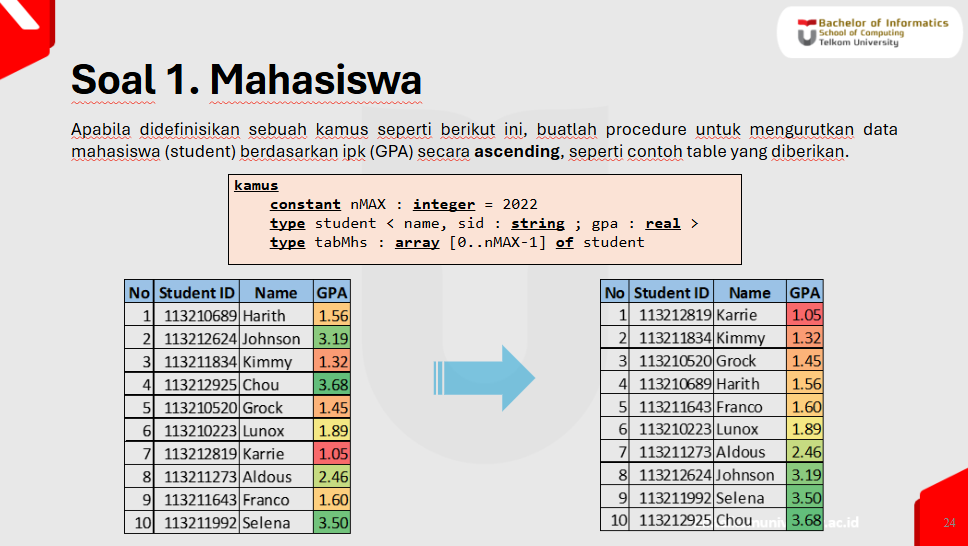 Bachelor of Informatics
School of Computing
Telkom University
Soal 1. Mahasiswa
Apabila didefinisikan sebuah kamus seperti berikut ini, buatlah procedure untuk mengurutkan data
mahasiswa (student) berdasarkan ipk (GPA) secara ascending, seperti contoh table yang diberikan.
kamus
constant nMAX : integer = 2022
type student < name, sid : string ; gpa : real >
type tabMhs : array [0..nMAX-1] of student
No Student ID Name GPA
1 113210689 Harith 1.56
2 113212624 Johnson 3.19
3 113211834 Kimmy 1.32
4 113212925 Chou 3.68
5 113210520 Grock 1.45
6 113210223 Lunox 1.89
7 113212819 Karrie 1.05
8 113211273 Aldous 2.46
9 113211643 Franco 1.60
10 113211992 Selena 3.50
No Student ID Name GPA
1 113212819 Karrie 1.05
2 113211834 Kimmy 1.32
3 113210520 Grock 1.45
4 113210689 Harith 1.56
5 113211643 Franco 1.60
6 113210223 Lunox 1.89
7 113211273 Aldous 2.46
8 113212624 Johnson 3.19
9 113211992 Selena 3.50
10 113212925 Chou 3.68
.ac.id
24